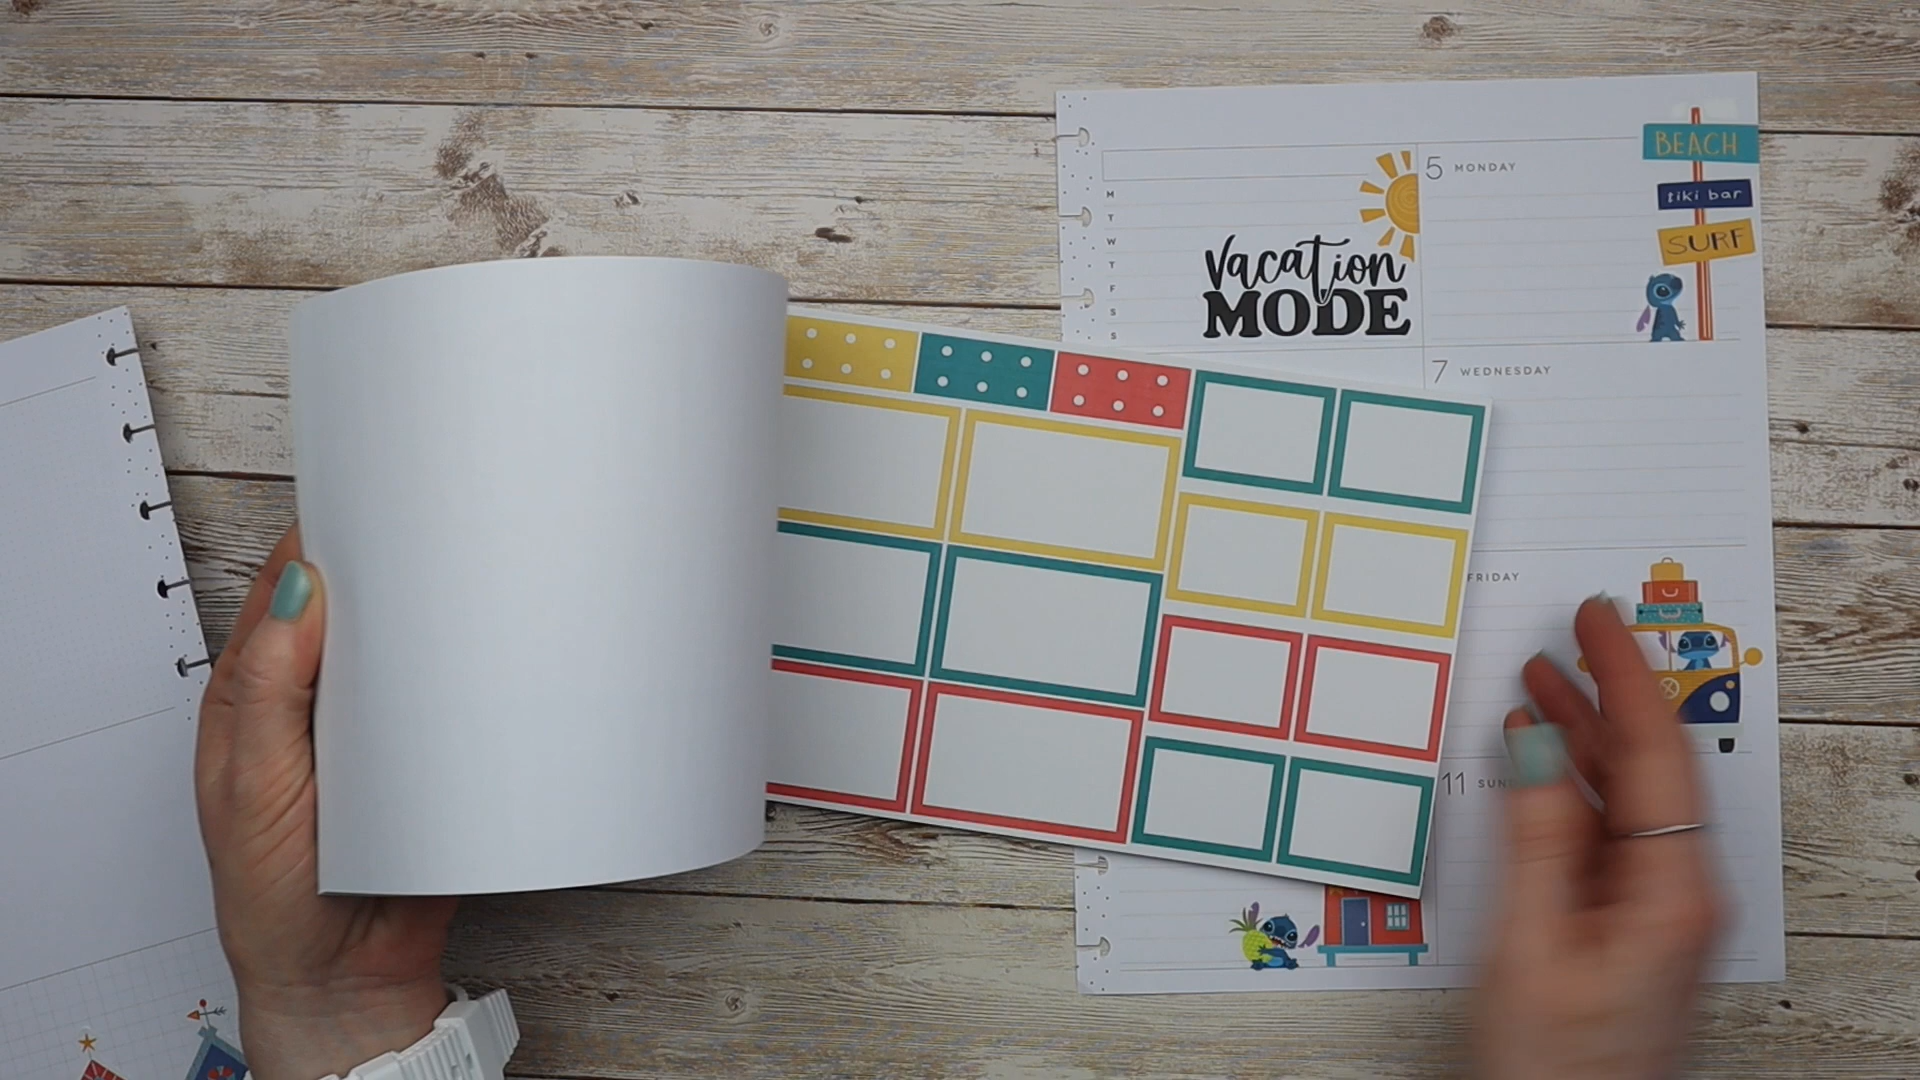 BEACH
5 MONDAY
tiki bar
M
T
W
T
F
S
S
SURF
vacation
MODE
7 WEDNESDAY
FRIDAY
11